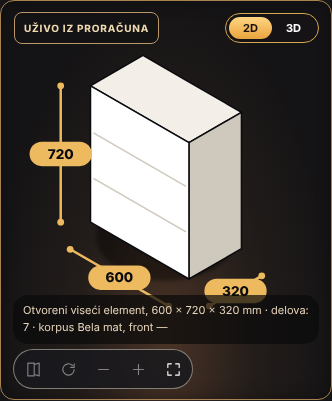 UŽIVO IZ PRORAČUNA
2D 3D
720
600
320
Otvoreni viseći element, 600 × 720 × 320 mm · delova:
7 · korpus Bela mat, front —